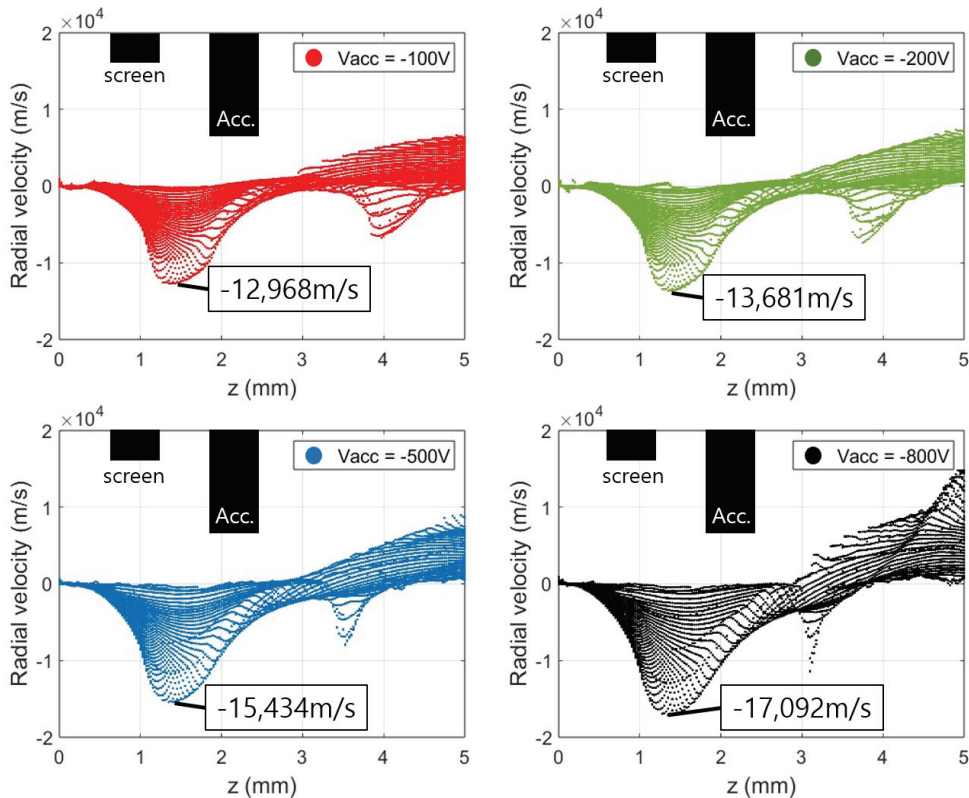 ×10⁴
2
1
0
-1
-2
Radial velocity (m/s)
screen
Acc.
Vacc = -100V
-12,968m/s
0
1
2
3
4
5
z (mm)
×10⁴
2
1
0
-1
-2
Radial velocity (m/s)
screen
Acc.
Vacc = -200V
-13,681m/s
0
1
2
3
4
5
z (mm)
×10⁴
2
1
0
-1
-2
Radial velocity (m/s)
screen
Acc.
Vacc = -500V
-15,434m/s
0
1
2
3
4
5
z (mm)
×10⁴
2
1
0
-1
-2
Radial velocity (m/s)
screen
Acc.
Vacc = -800V
-17,092m/s
0
1
2
3
4
5
z (mm)